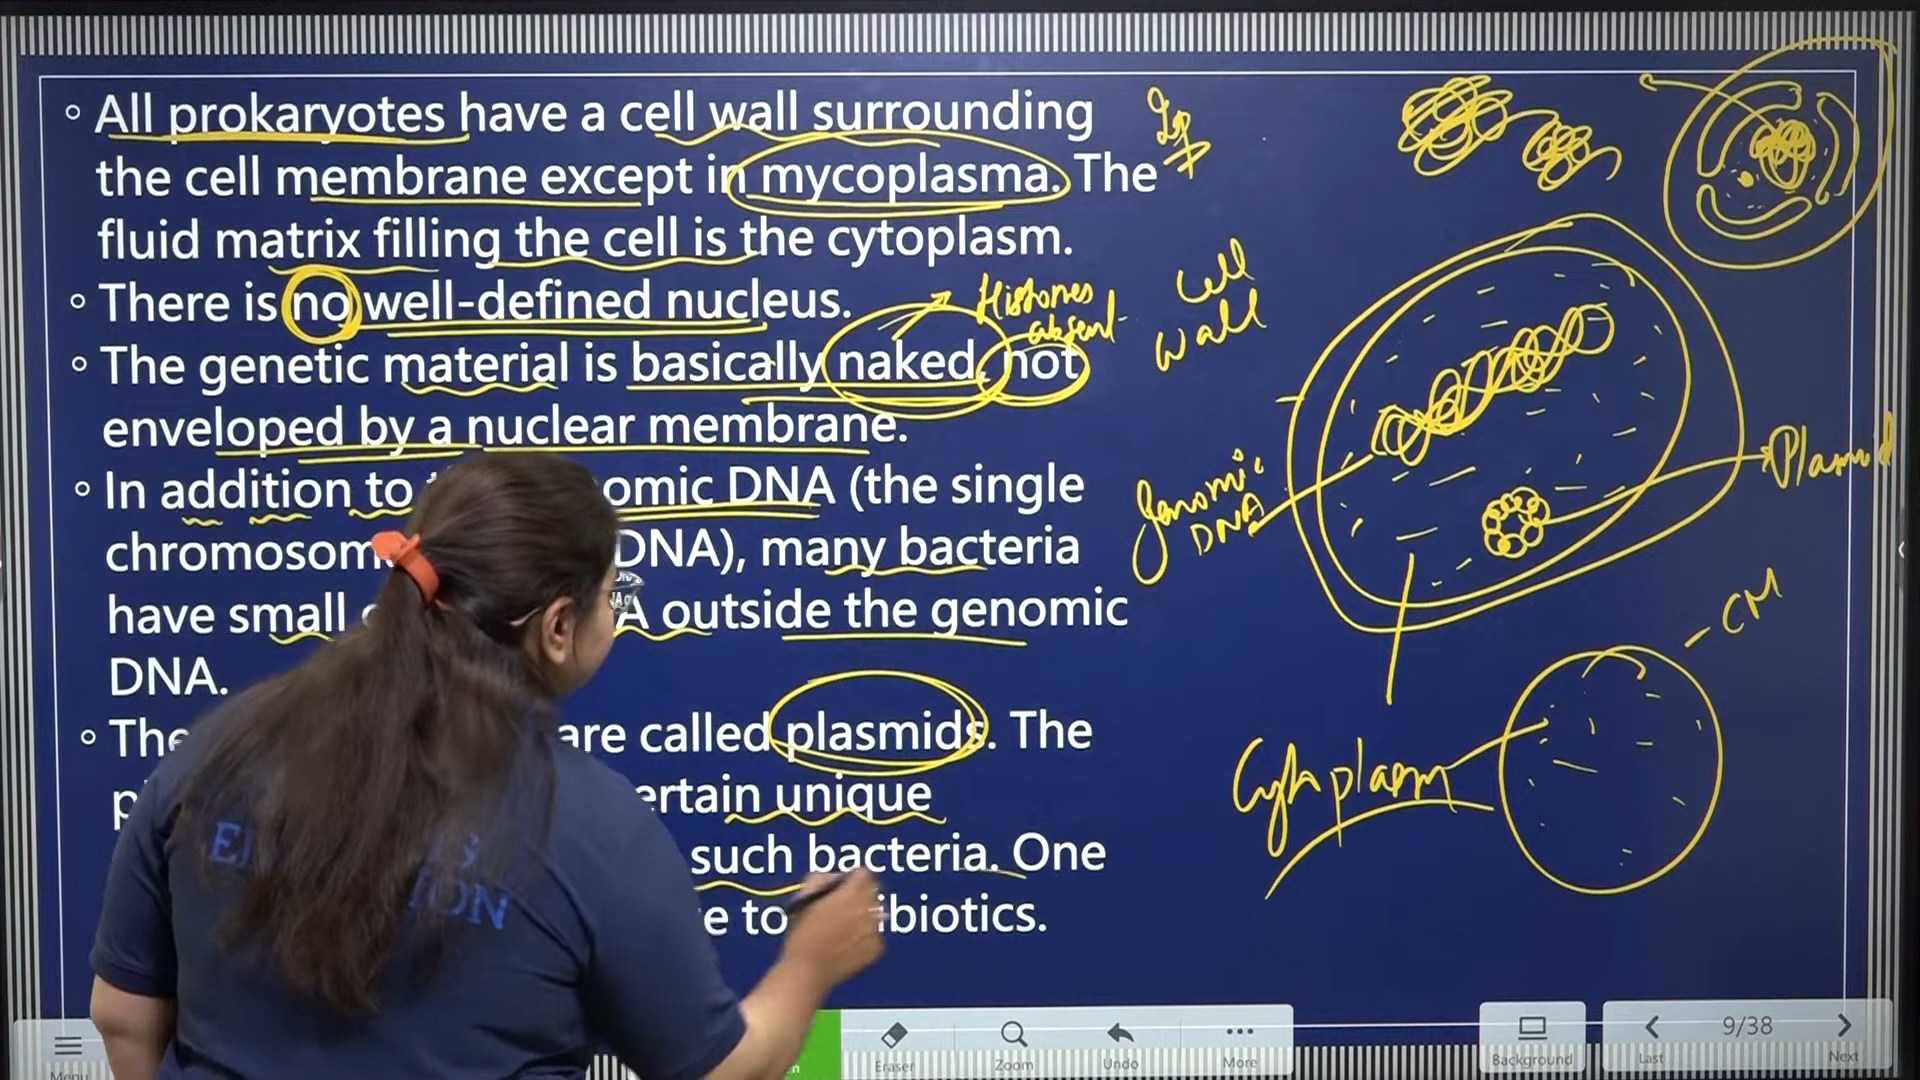 All prokaryotes have a cell wall surrounding
the cell membrane except in mycoplasma. The
fluid matrix filling the cell is the cytoplasm.
There is no well-defined nucleus.
The genetic material is basically naked, not
enveloped by a nuclear membrane.
In addition to omic DNA (the single
chromosom DNA), many bacteria
have small A outside the genomic
DNA.
The are called plasmids. The
p ertain unique
such bacteria. One
e to ibiotics.
Histones
absent
Cell
Wall
Genomic
DNA
Plasmid
CM
Cytoplasm
ION
Menu
Eraser
Zoom
Undo
More
Background
Last
9/38
Next